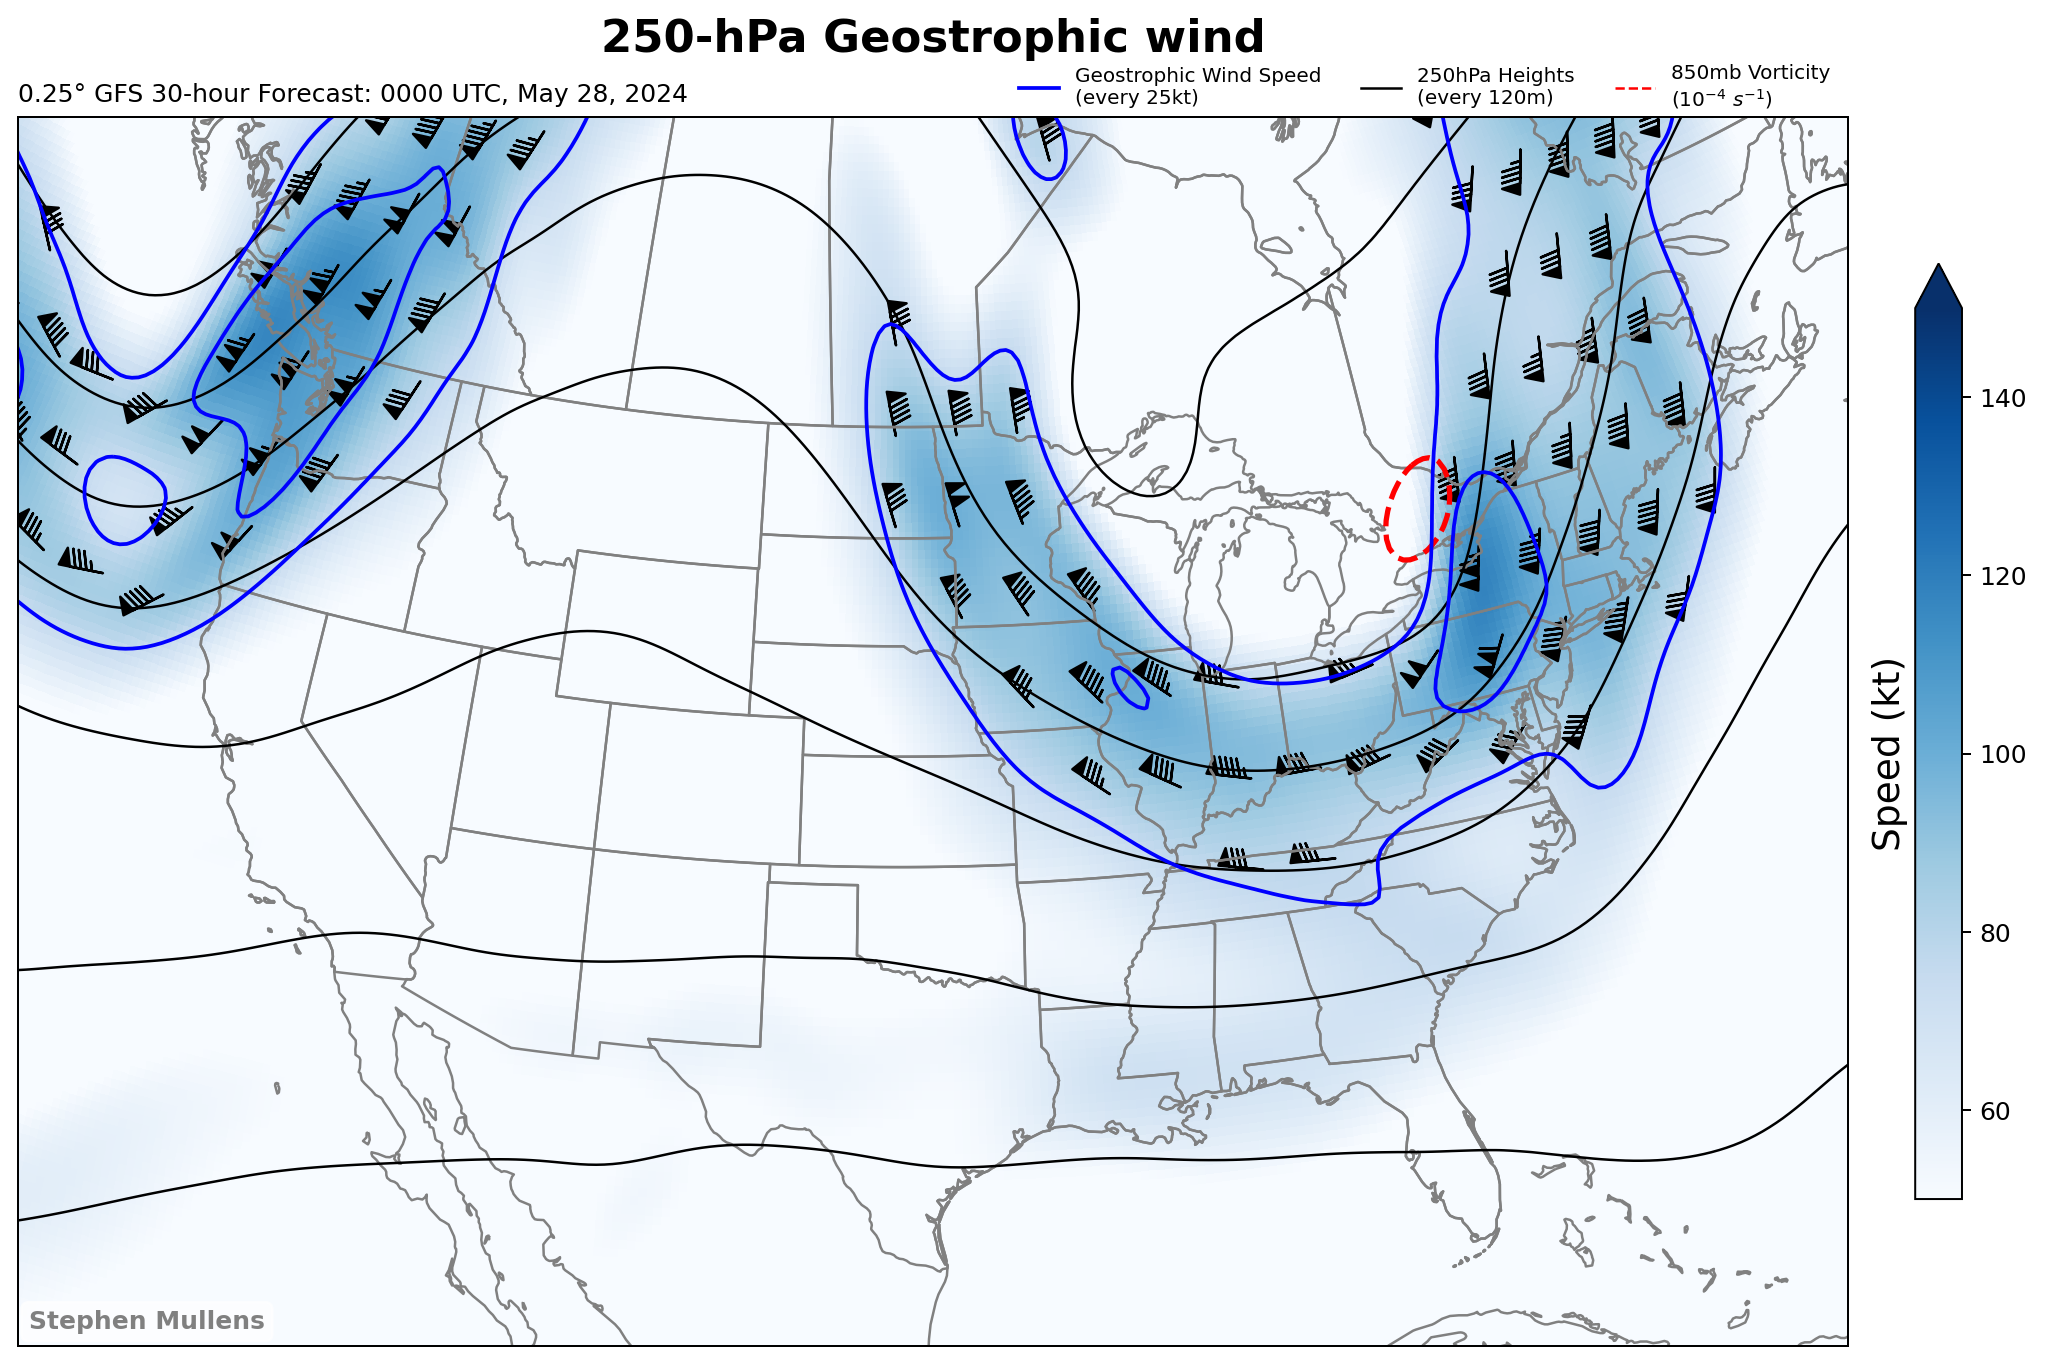 250-hPa Geostrophic wind
0.25° GFS 30-hour Forecast: 0000 UTC, May 28, 2024
Geostrophic Wind Speed
(every 25kt)
250hPa Heights
(every 120m)
850mb Vorticity
(10⁻⁴ s⁻¹)
140
120
100
80
60
Speed (kt)
Stephen Mullens